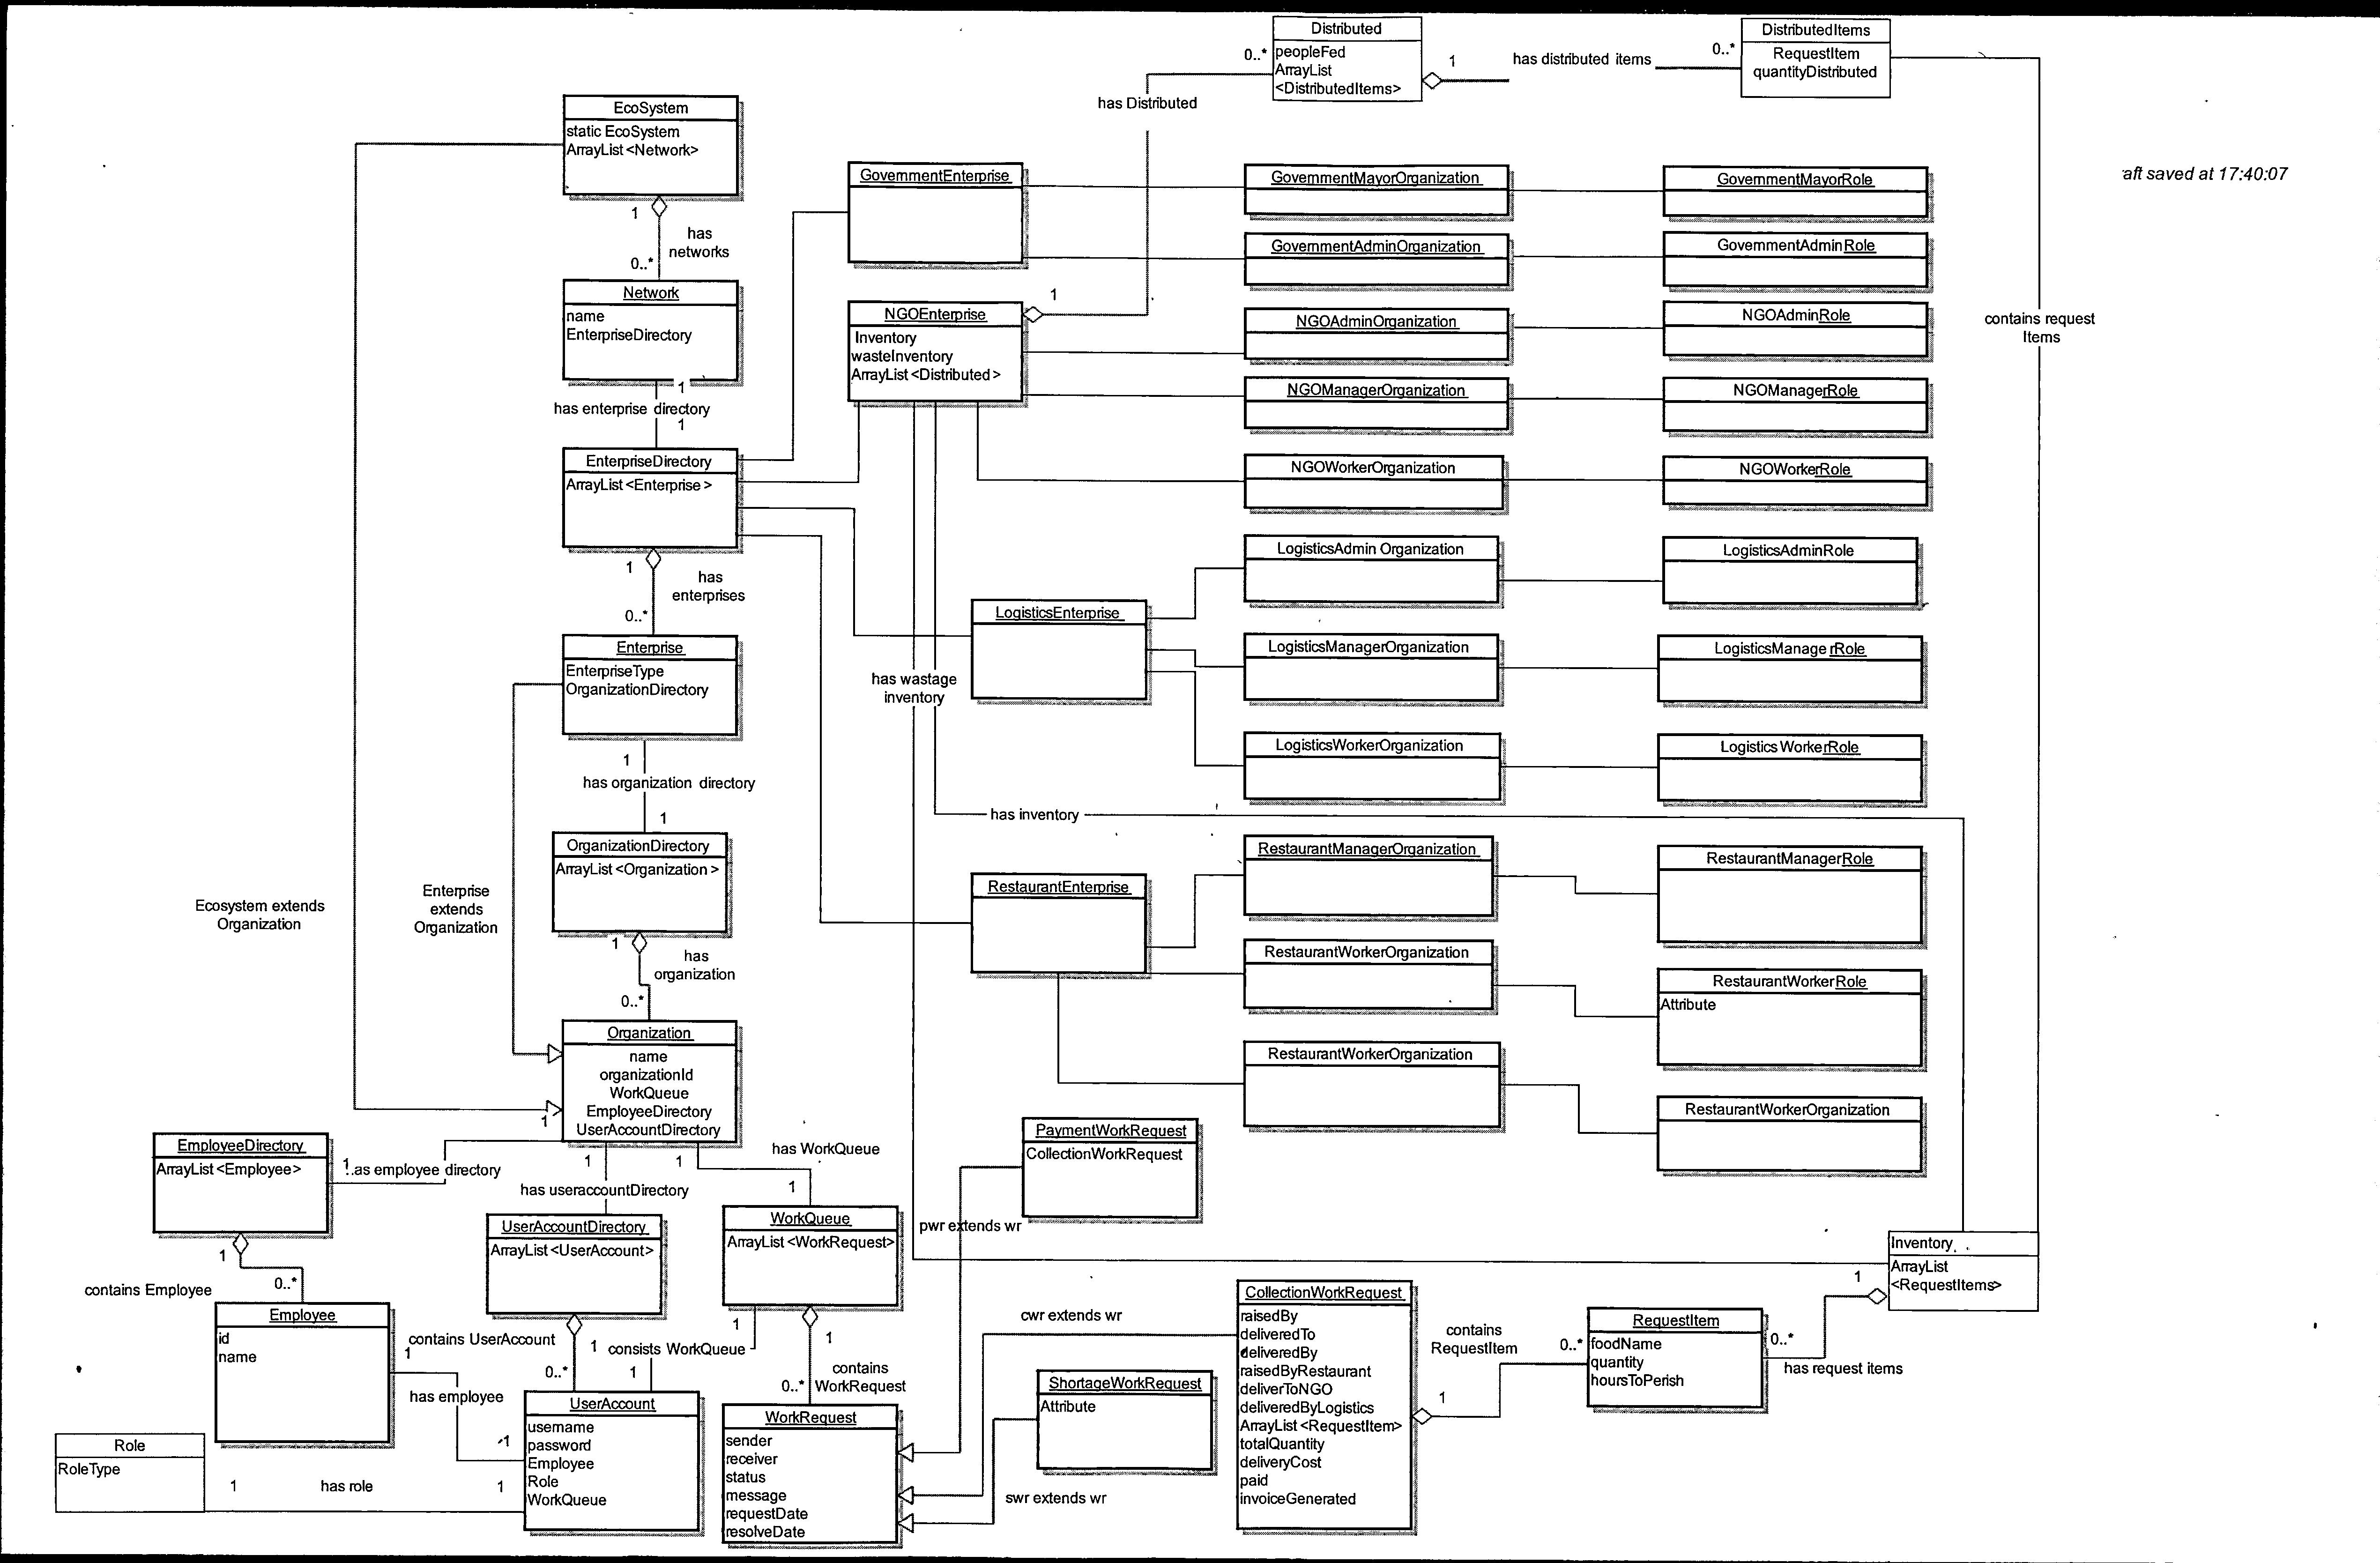 Distributed
peopleFed
ArrayList
<DistributedItems>
0..*
1
has distributed items
0..*
DistributedItems
RequestItem
quantityDistributed
has Distributed
EcoSystem
static EcoSystem
ArrayList <Network>
1
has
networks
0..*
Network
name
EnterpriseDirectory
1
has enterprise directory
1
EnterpriseDirectory
ArrayList <Enterprise >
1
has
enterprises
0..*
Enterprise
EnterpriseType
OrganizationDirectory
1
has organization directory
1
OrganizationDirectory
ArrayList <Organization >
1
has
organization
0..*
Organization
name
organizationId
WorkQueue
EmployeeDirectory
UserAccountDirectory
Ecosystem extends
Organization
Enterprise
extends
Organization
1
GovernmentEnterprise
GovernmentMayorOrganization
GovernmentMayorRole
aft saved at 17:40:07
GovernmentAdminOrganization
GovernmentAdminRole
NGOEnterprise
Inventory
wasteInventory
ArrayList <Distributed >
1
NGOAdminOrganization
NGOAdminRole
contains request
Items
NGOManagerOrganization
NGOManagerRole
NGOWorkerOrganization
NGOWorkerRole
LogisticsAdmin Organization
LogisticsAdminRole
LogisticsEnterprise
LogisticsManagerOrganization
LogisticsManage rRole
has wastage
inventory
LogisticsWorkerOrganization
Logistics WorkerRole
has inventory
RestaurantManagerOrganization
RestaurantManagerRole
RestaurantEnterprise
RestaurantWorkerOrganization
RestaurantWorkerRole
Attribute
RestaurantWorkerOrganization
RestaurantWorkerOrganization
EmployeeDirectory
ArrayList <Employee>
1
..as employee directory
1
has useraccountDirectory
1
has WorkQueue
1
PaymentWorkRequest
CollectionWorkRequest
pwr extends wr
UserAccountDirectory
ArrayList <UserAccount>
WorkQueue
ArrayList <WorkRequest>
1
contains Employee
0..*
Employee
id
name
contains UserAccount
1
0..*
1
consists WorkQueue
1
1
1
contains
WorkRequest
0..*
has employee
1
UserAccount
username
password
Employee
Role
WorkQueue
Role
RoleType
1
has role
1
WorkRequest
sender
receiver
status
message
requestDate
resolveDate
cwr extends wr
ShortageWorkRequest
Attribute
swr extends wr
CollectionWorkRequest
raisedBy
deliveredTo
deliveredBy
raisedByRestaurant
deliverToNGO
deliveredByLogistics
ArrayList <RequestItem>
totalQuantity
deliveryCost
paid
invoiceGenerated
contains
RequestItem
1
0..*
RequestItem
foodName
quantity
hoursToPerish
0..*
has request items
1
Inventory
ArrayList
<RequestItems>